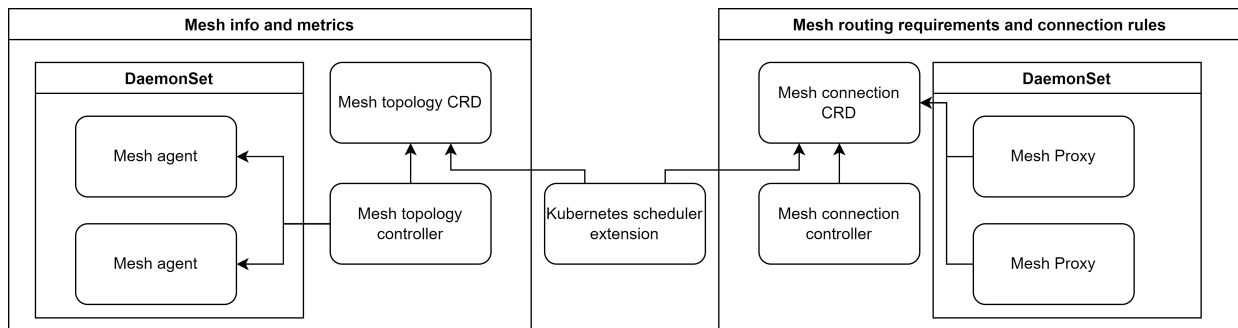 Mesh info and metrics
DaemonSet
Mesh agent
Mesh agent
Mesh topology CRD
Mesh topology
controller
Kubernetes scheduler
extension
Mesh routing requirements and connection rules
Mesh connection
CRD
Mesh connection
controller
DaemonSet
Mesh Proxy
Mesh Proxy